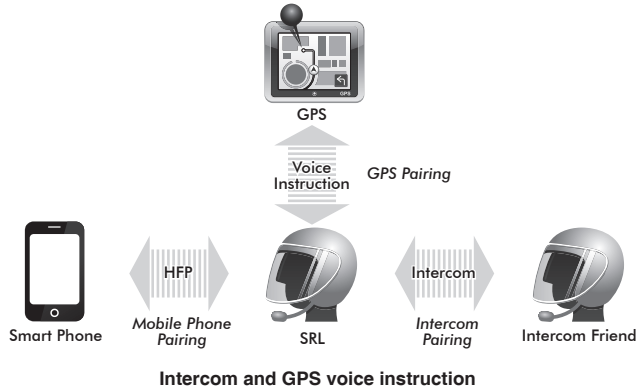 GPS
GPS
Voice
Instruction
GPS Pairing
HFP
Intercom
Smart Phone
Mobile Phone
Pairing
SRL
Intercom
Pairing
Intercom Friend
Intercom and GPS voice instruction